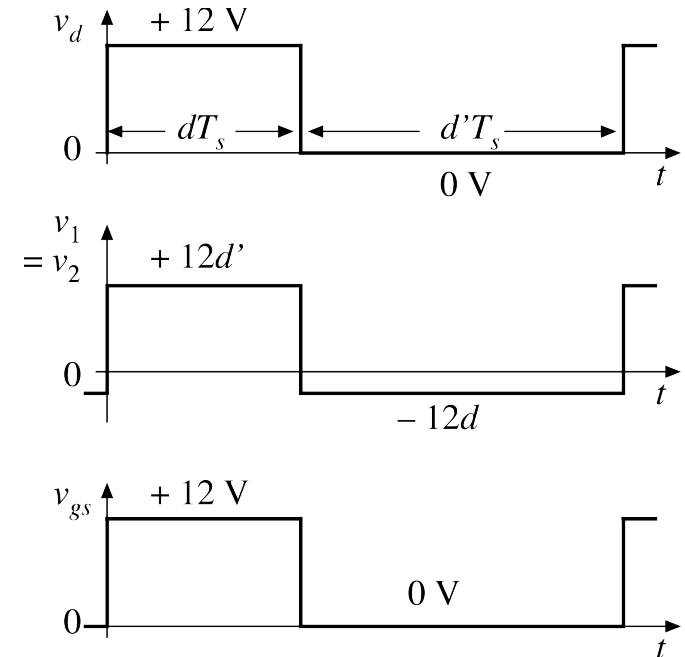 v_d + 12 V
dT_s d’T_s
0
0 V t
v_1
= v_2 + 12d’
0
t
– 12d
v_gs + 12 V
0 V
0
t